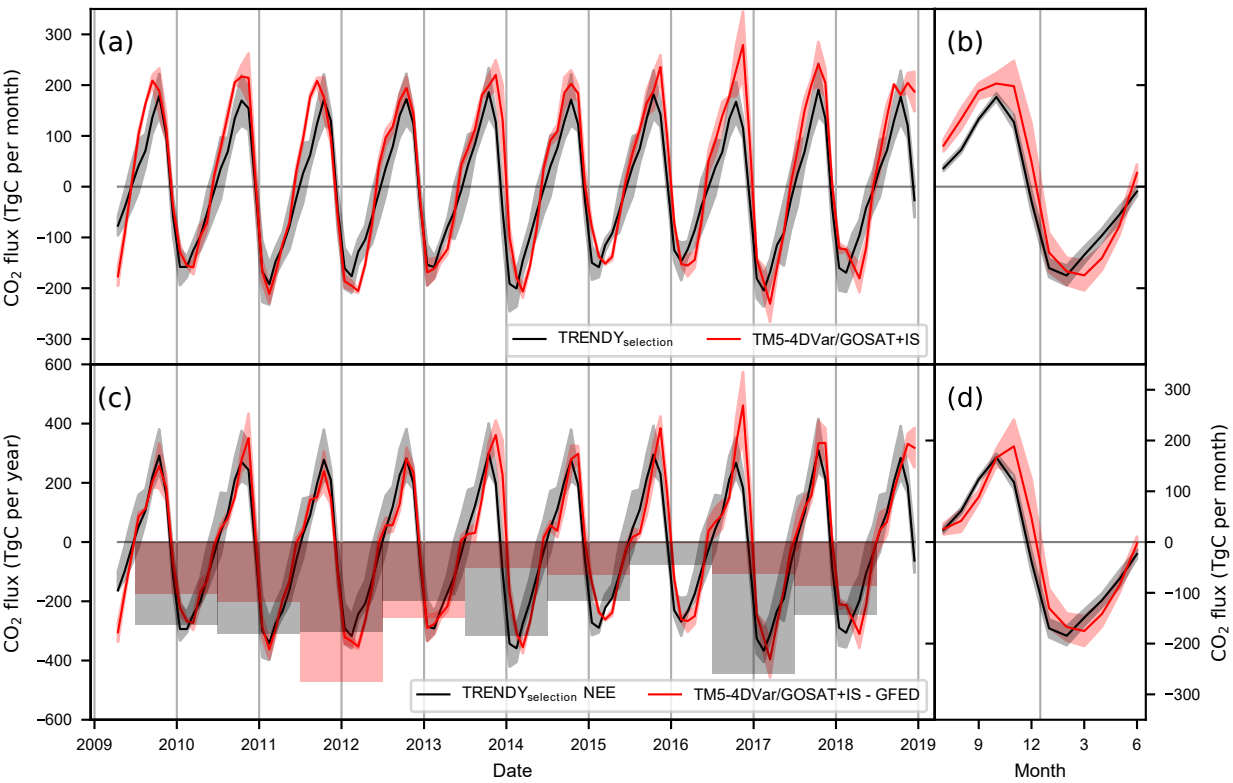 (a)
(b)
300
200
100
0
−100
−200
−300
CO₂ flux (TgC per month)
TRENDY_selection
TM5-4DVar/GOSAT+IS
(c)
(d)
600
400
200
0
−200
−400
−600
CO₂ flux (TgC per year)
300
200
100
0
−100
−200
−300
CO₂ flux (TgC per month)
TRENDY_selection NEE
TM5-4DVar/GOSAT+IS - GFED
2009 2010 2011 2012 2013 2014 2015 2016 2017 2018 2019
9 12 3 6
Date
Month